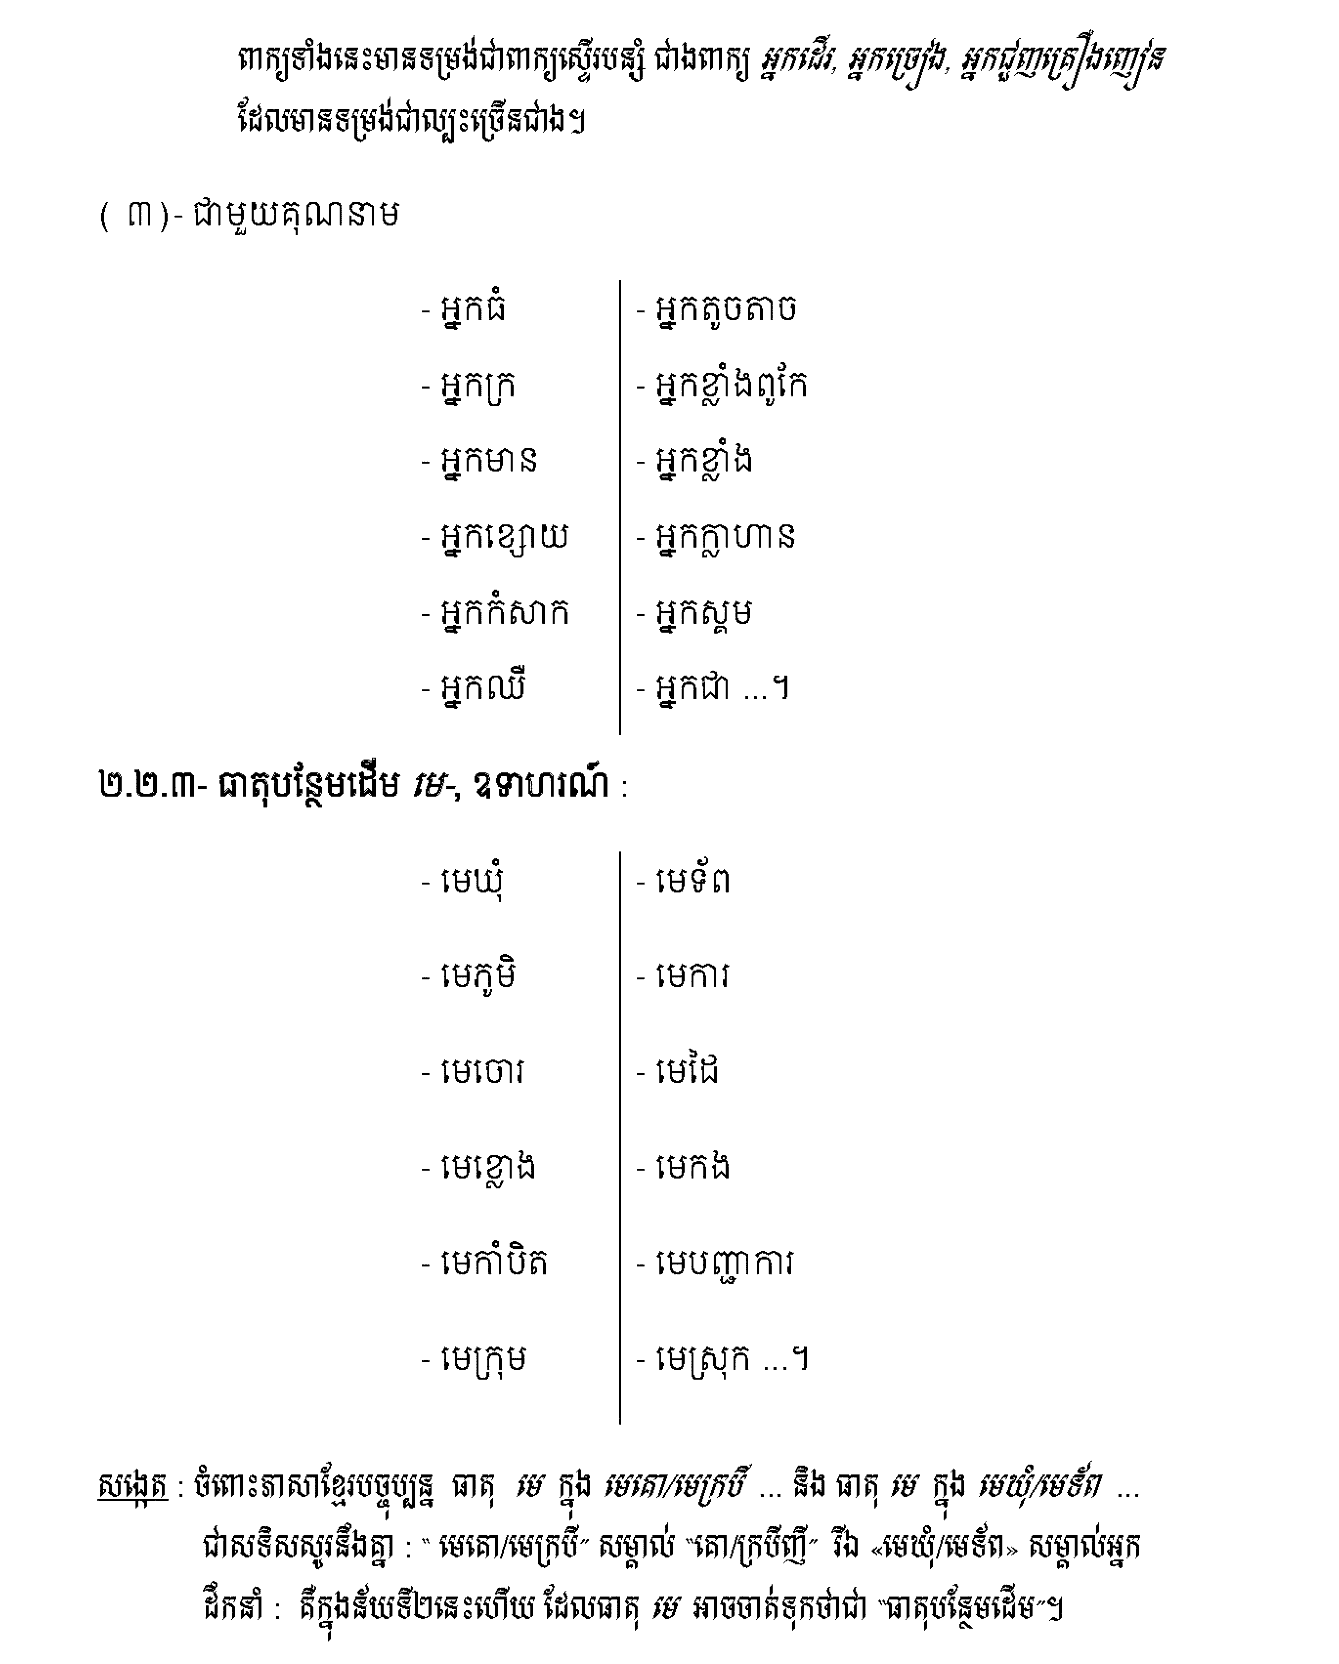 ពាក្យទាំងនេះមានទម្រង់ជាពាក្យស្ទើរបន្សំ ជាងពាក្យ អ្នកដើរ, អ្នកច្រៀង, អ្នកជួញគ្រឿងញៀន
ដែលមានទម្រង់ជាល្បះច្រើនជាង។
( ៣)- ជាមួយគុណនាម
- អ្នកធំ - អ្នកតូចតាច
- អ្នកក្រ - អ្នកខ្លាំងពូកែ
- អ្នកមាន - អ្នកខ្លាំង
- អ្នកខ្សោយ - អ្នកក្លាហាន
- អ្នកកំសាក - អ្នកស្គម
- អ្នកឈឺ - អ្នកជា ...។
២.២.៣- ធាតុបន្ថែមដើម មេ-, ឧទាហរណ៍ :
- មេឃុំ - មេទ័ព
- មេភូមិ - មេការ
- មេចោរ - មេដៃ
- មេខ្លោង - មេកង
- មេកាំបិត - មេបញ្ជាការ
- មេក្រុម - មេស្រុក ...។
សង្កេត : ចំពោះភាសាខ្មែរបច្ចុប្បន្ន ធាតុ មេ ក្នុង មេគោ/មេក្របី ... និង ធាតុ មេ ក្នុង មេឃុំ/មេទ័ព ...
ជាសទិសសូរនឹងគ្នា : “ មេគោ/មេក្របី” សម្គាល់ “គោ/ក្របីញី” រីឯ «មេឃុំ/មេទ័ព» សម្គាល់អ្នក
ដឹកនាំ : គឺក្នុងន័យទី២នេះហើយ ដែលធាតុ មេ អាចចាត់ទុកថាជា “ធាតុបន្ថែមដើម”។